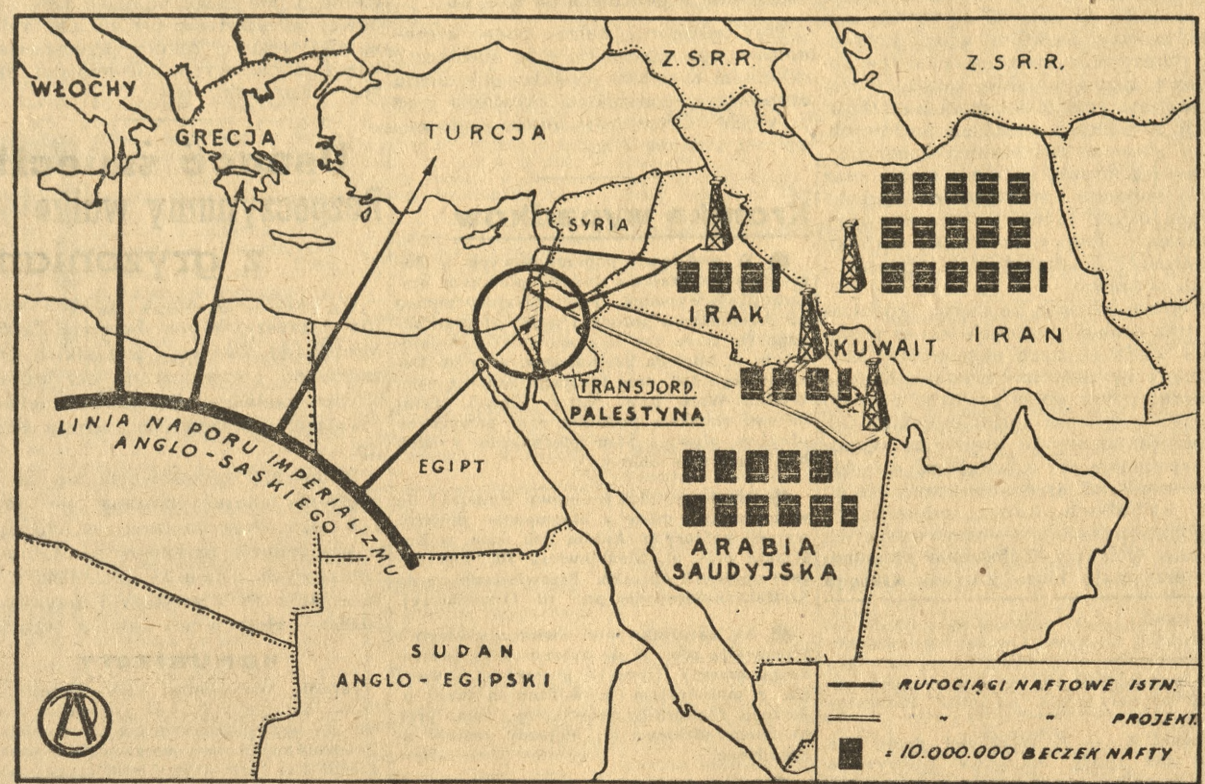 WŁOCHY
GRECJA
TURCJA
Z.S.R.R.
Z.S.R.R.
SYRIA
IRAK
IRAN
KUWAIT
TRANSJORD.
PALESTYNA
LINIA NAPORU IMPERIALIZMU
ANGLO-SASKIEGO
EGIPT
ARABIA
SAUDYJSKA
SUDAN
ANGLO-EGIPSKI
RUROCIĄGI NAFTOWE ISTN.
" " PROJEKT.
= 10.000.000 BECZEK NAFTY